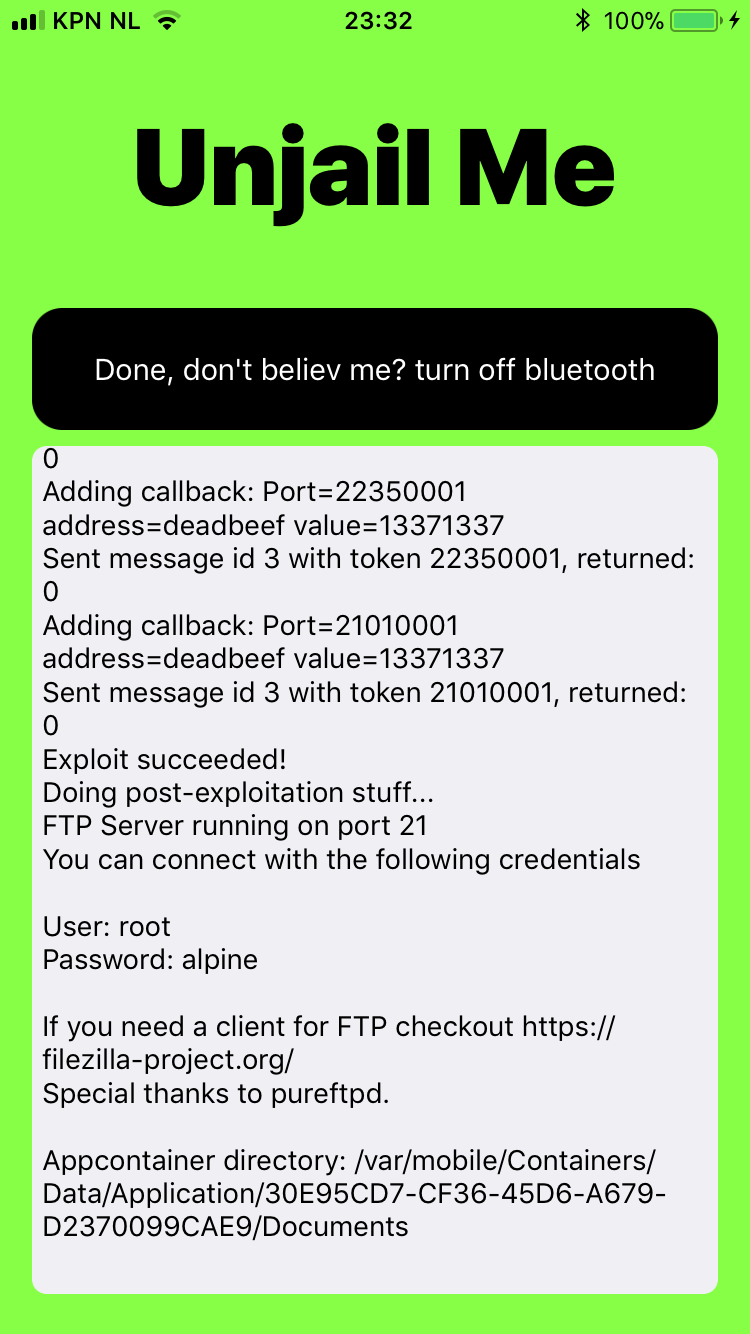 KPN NL 23:32 100%
Unjail Me
Done, don't believ me? turn off bluetooth
0
Adding callback: Port=22350001
address=deadbeef value=13371337
Sent message id 3 with token 22350001, returned:
0
Adding callback: Port=21010001
address=deadbeef value=13371337
Sent message id 3 with token 21010001, returned:
0
Exploit succeeded!
Doing post-exploitation stuff...
FTP Server running on port 21
You can connect with the following credentials
User: root
Password: alpine
If you need a client for FTP checkout https://
filezilla-project.org/
Special thanks to pureftpd.
Appcontainer directory: /var/mobile/Containers/
Data/Application/30E95CD7-CF36-45D6-A679-
D2370099CAE9/Documents